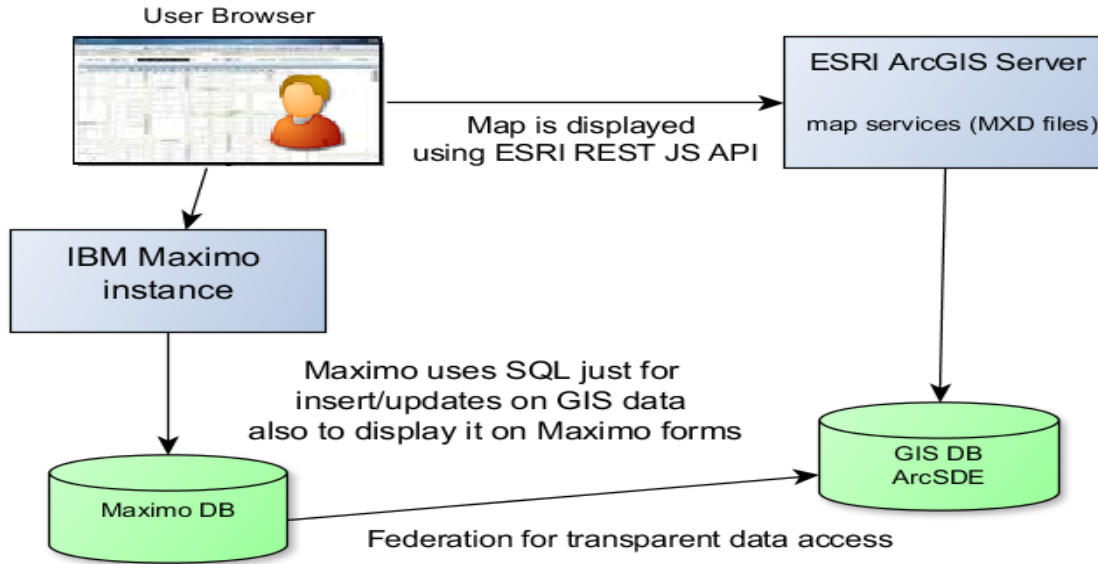 User Browser
ESRI ArcGIS Server
map services (MXD files)
Map is displayed
using ESRI REST JS API
IBM Maximo
instance
Maximo uses SQL just for
insert/updates on GIS data
also to display it on Maximo forms
GIS DB
ArcSDE
Maximo DB
Federation for transparent data access